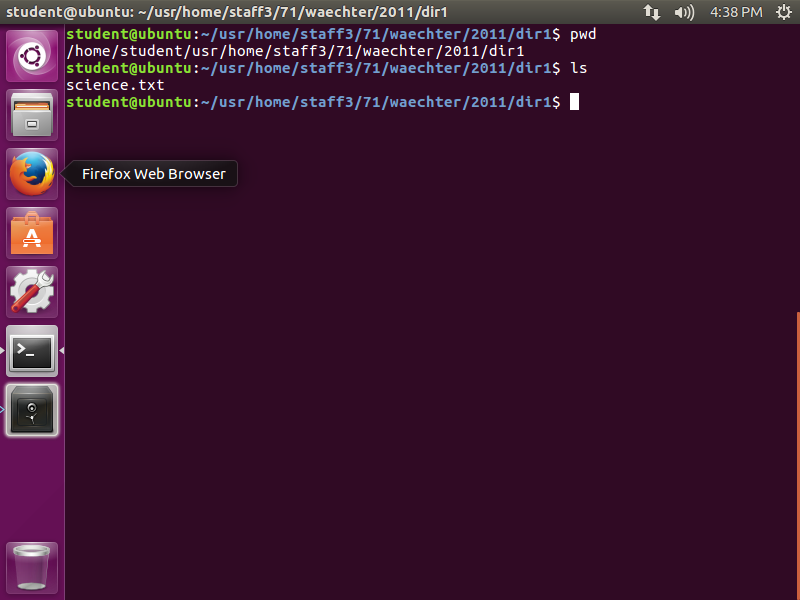 student@ubuntu: ~/usr/home/staff3/71/waechter/2011/dir1
4:38 PM
student@ubuntu:~/usr/home/staff3/71/waechter/2011/dir1$ pwd
/home/student/usr/home/staff3/71/waechter/2011/dir1
student@ubuntu:~/usr/home/staff3/71/waechter/2011/dir1$ ls
science.txt
student@ubuntu:~/usr/home/staff3/71/waechter/2011/dir1$
Firefox Web Browser